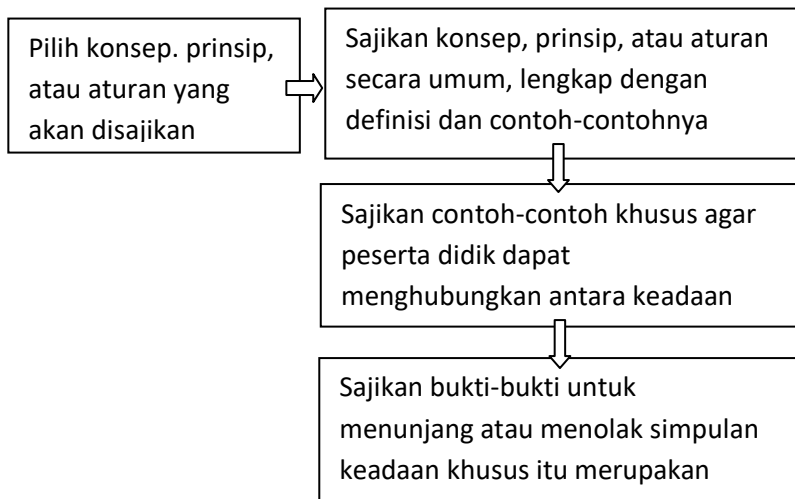 Pilih konsep. prinsip,
atau aturan yang
akan disajikan
Sajikan konsep, prinsip, atau aturan
secara umum, lengkap dengan
definisi dan contoh-contohnya
Sajikan contoh-contoh khusus agar
peserta didik dapat
menghubungkan antara keadaan
Sajikan bukti-bukti untuk
menunjang atau menolak simpulan
keadaan khusus itu merupakan